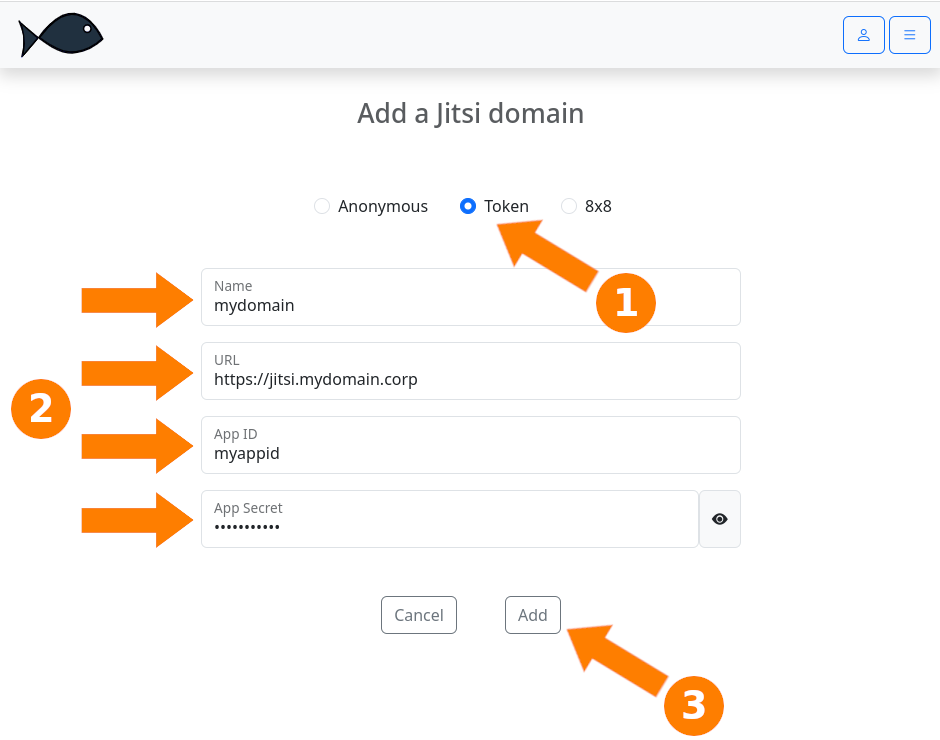 Add a Jitsi domain
Anonymous Token 8x8
1
Name
mydomain
URL
https://jitsi.mydomain.corp
2
App ID
myappid
App Secret
•••••••••••
Cancel Add
3